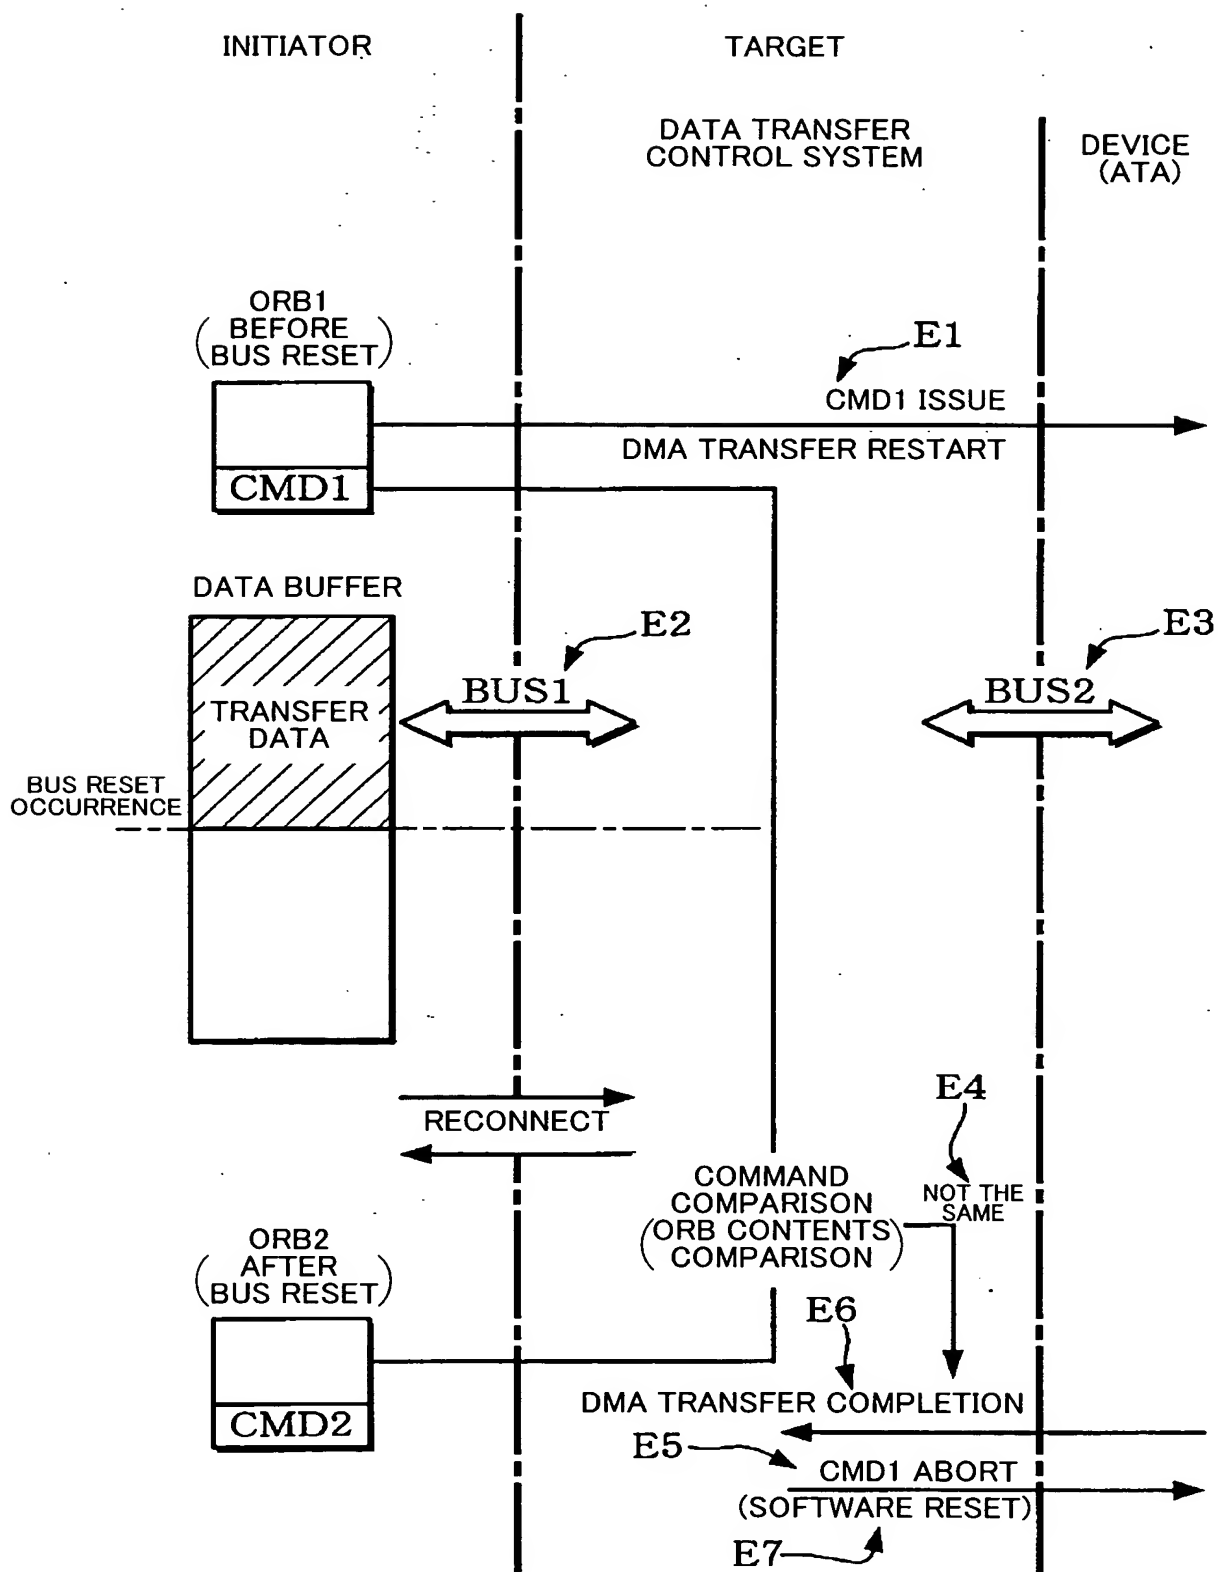 INITIATOR
TARGET
DATA TRANSFER
CONTROL SYSTEM
DEVICE
(ATA)
ORB1
(BEFORE
BUS RESET)
E1
CMD1 ISSUE
DMA TRANSFER RESTART
CMD1
DATA BUFFER
E2
E3
BUS1
BUS2
TRANSFER
DATA
BUS RESET
OCCURRENCE
RECONNECT
E4
COMMAND
COMPARISON
(ORB CONTENTS)
COMPARISON
NOT THE
SAME
ORB2
(AFTER
BUS RESET)
E6
DMA TRANSFER COMPLETION
CMD2
E5
CMD1 ABORT
(SOFTWARE RESET)
E7